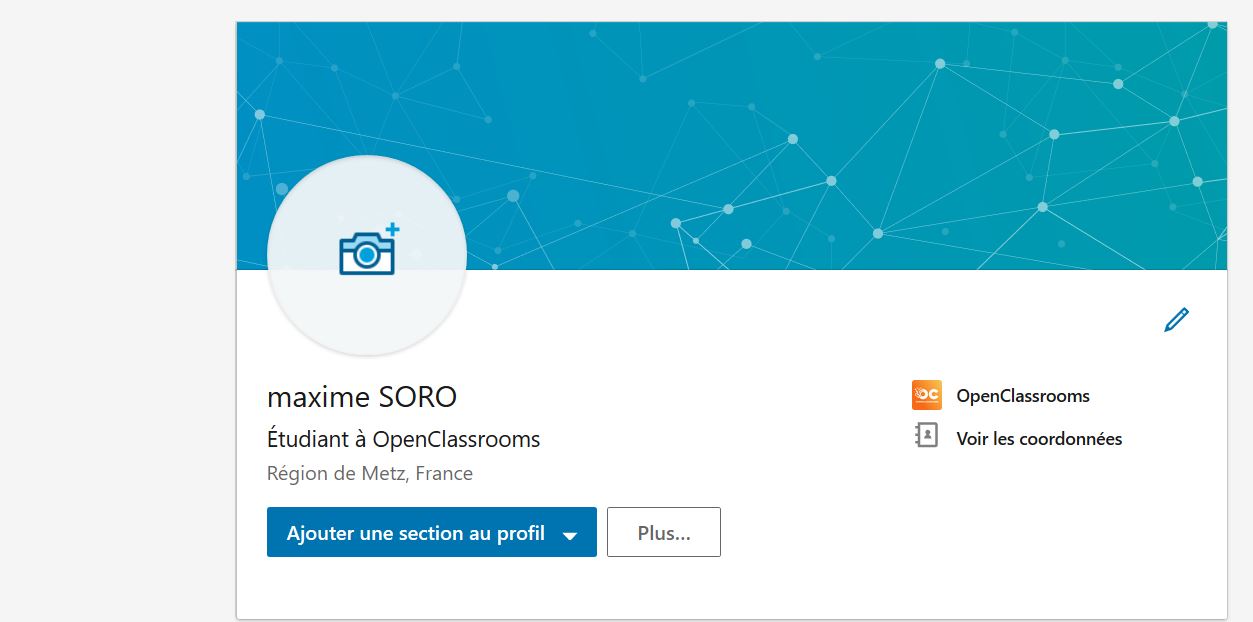 maxime SORO
Étudiant à OpenClassrooms
Région de Metz, France
Ajouter une section au profil
Plus...
OC
OpenClassrooms
Voir les coordonnées